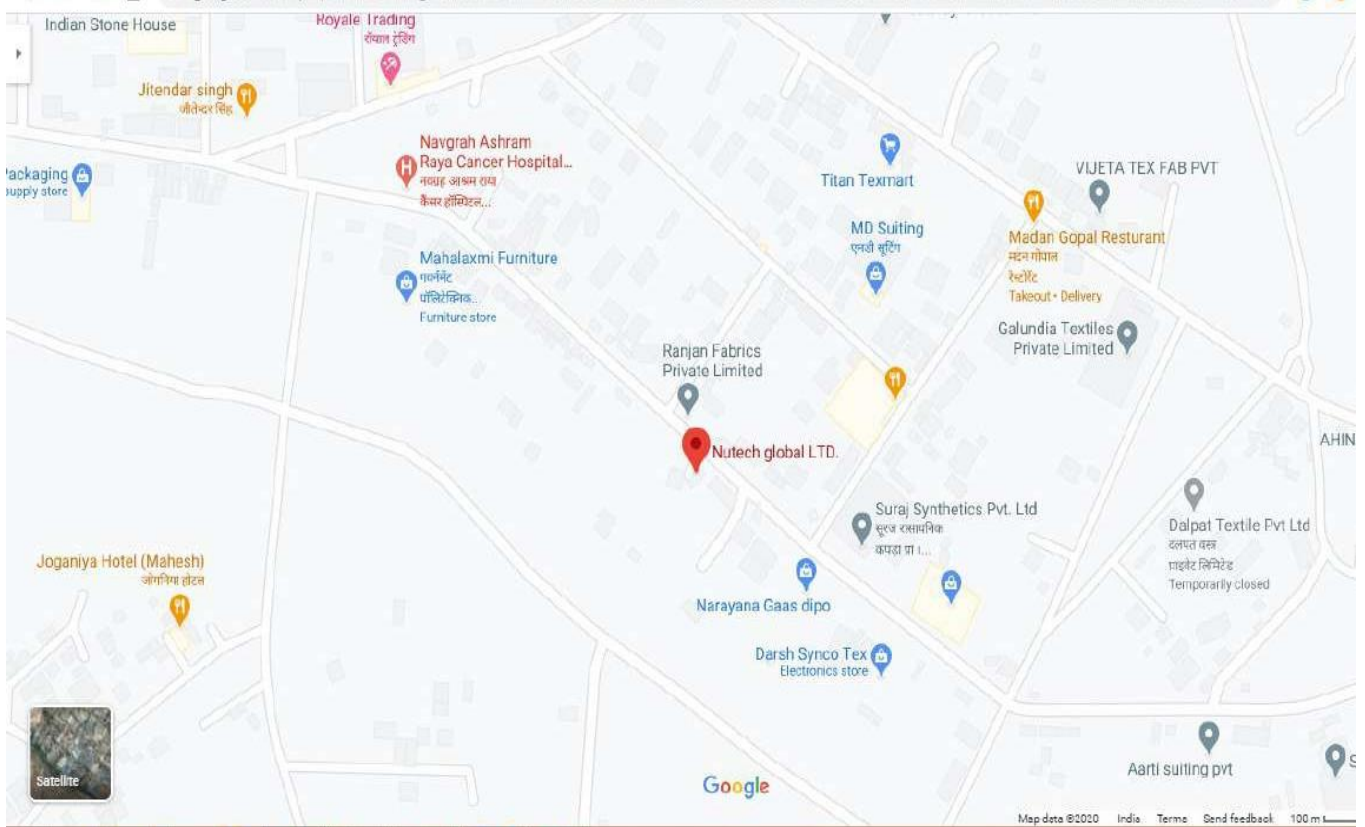 Indian Stone House
Royale Trading
रॉयाल ट्रेडिंग
Jitendar singh
जीतेन्दर सिंह
Packaging
supply store
Navgrah Ashram
Raya Cancer Hospital...
नवग्रह आश्रम राया
कैंसर हॉस्पिटल...
Titan Texmart
VIJETA TEX FAB PVT
MD Suiting
एमडी सूटिंग
Madan Gopal Resturant
मदन गोपाल
रेस्टोरेंट
Takeout • Delivery
Mahalaxmi Furniture
गवर्नमेंट
पॉलिटेक्निक...
Furniture store
Galundia Textiles
Private Limited
Ranjan Fabrics
Private Limited
Nutech global LTD.
AHIN
Suraj Synthetics Pvt. Ltd
सूरज रासायनिक
कपड़ा प्रा ।...
Dalpat Textile Pvt Ltd
दलपत वस्त्र
प्राइवेट लिमिटेड
Temporarily closed
Joganiya Hotel (Mahesh)
जोगनिया होटल
Narayana Gaas dipo
Darsh Synco Tex
Electronics store
Aarti suiting pvt
S
Satellite
Google
Map data ©2020 India Terms Send feedback 100 m